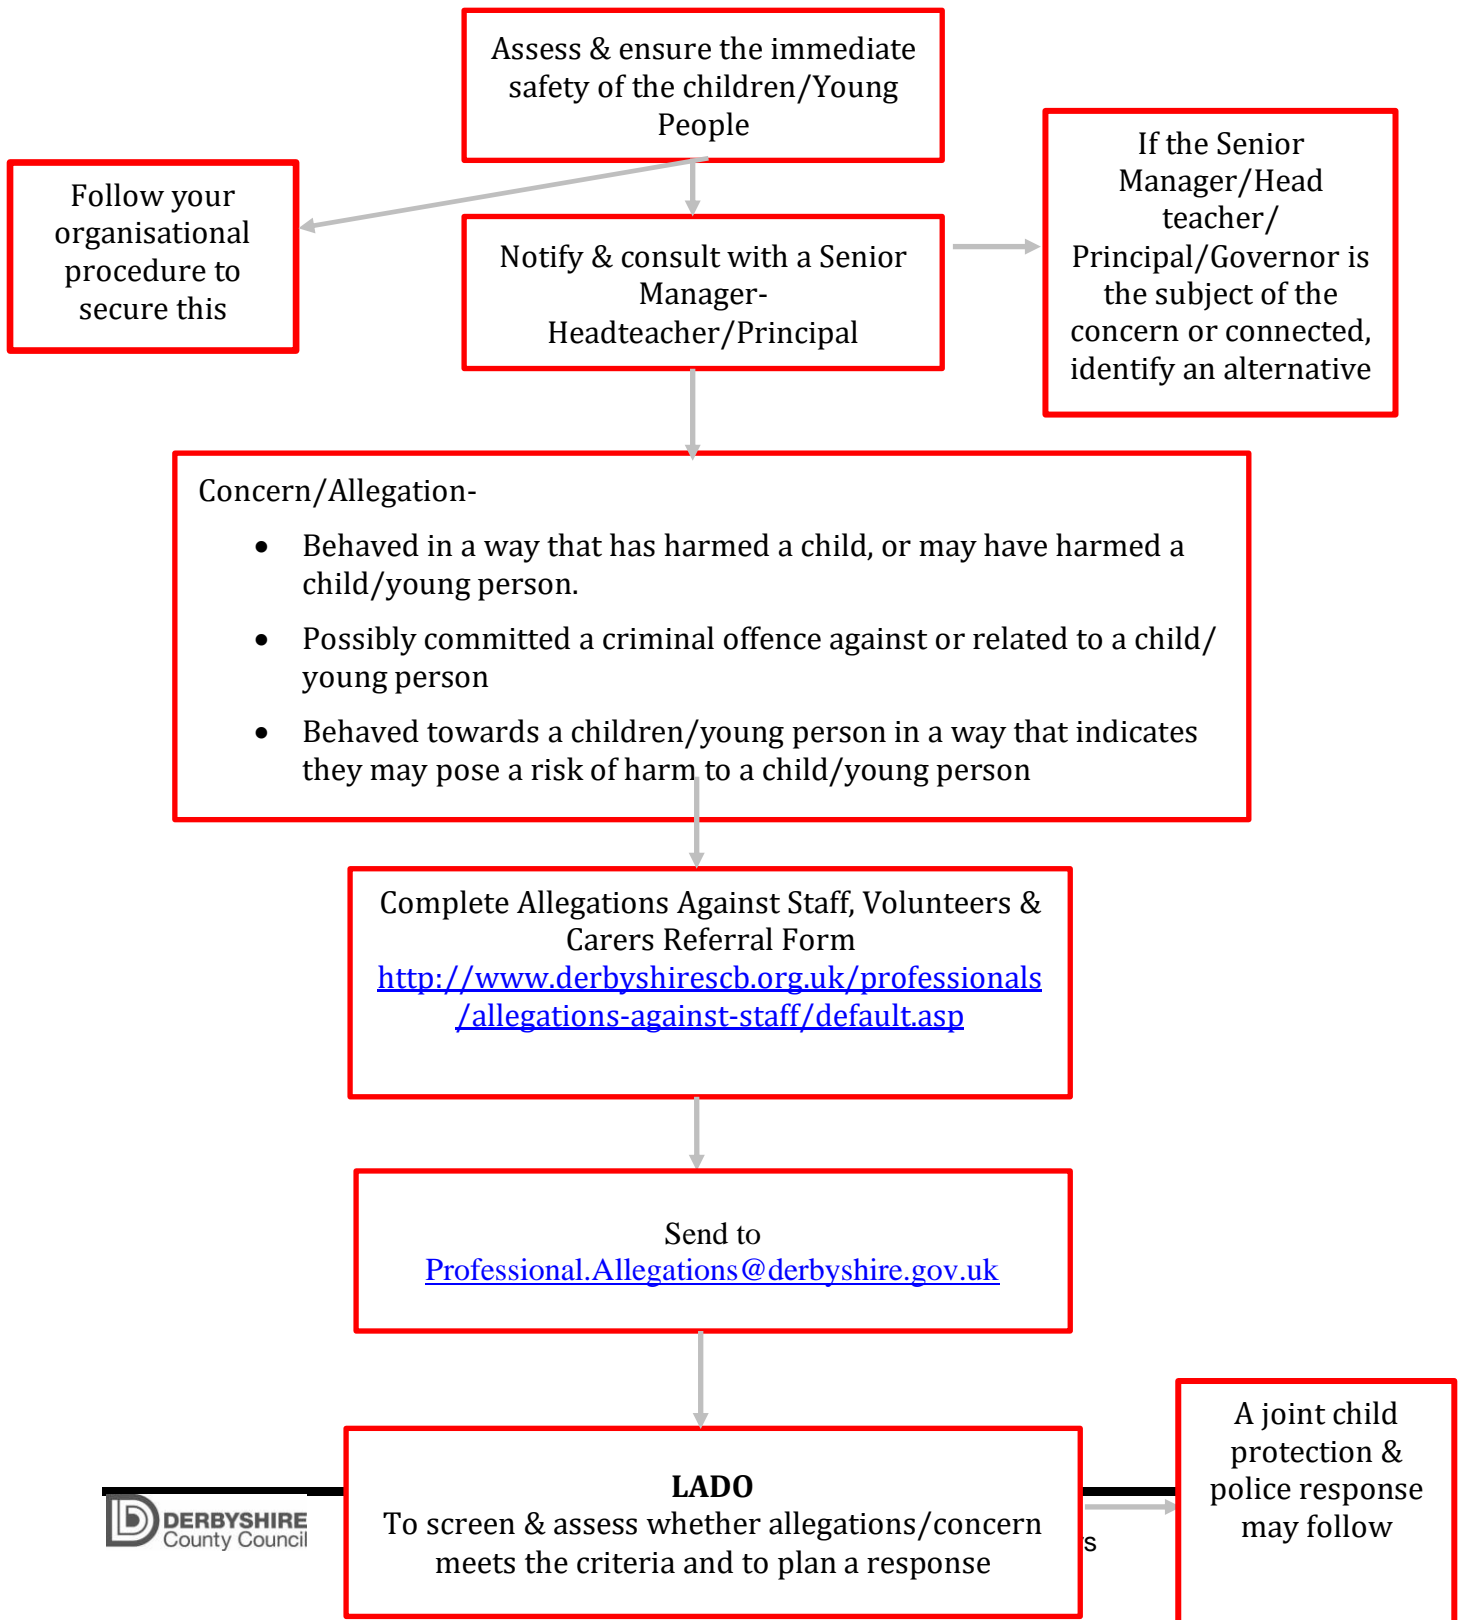 Assess & ensure the immediate
safety of the children/Young
People
Follow your
organisational
procedure to
secure this
Notify & consult with a Senior
Manager-
Headteacher/Principal
If the Senior
Manager/Head
teacher/
Principal/Governor is
the subject of the
concern or connected,
identify an alternative
Concern/Allegation-
• Behaved in a way that has harmed a child, or may have harmed a
child/young person.
• Possibly committed a criminal offence against or related to a child/
young person
• Behaved towards a children/young person in a way that indicates
they may pose a risk of harm to a child/young person
Complete Allegations Against Staff, Volunteers &
Carers Referral Form
http://www.derbyshirescb.org.uk/professionals
/allegations-against-staff/default.asp
Send to
Professional.Allegations@derbyshire.gov.uk
LADO
To screen & assess whether allegations/concern
meets the criteria and to plan a response
A joint child
protection &
police response
may follow
DERBYSHIRE
County Council